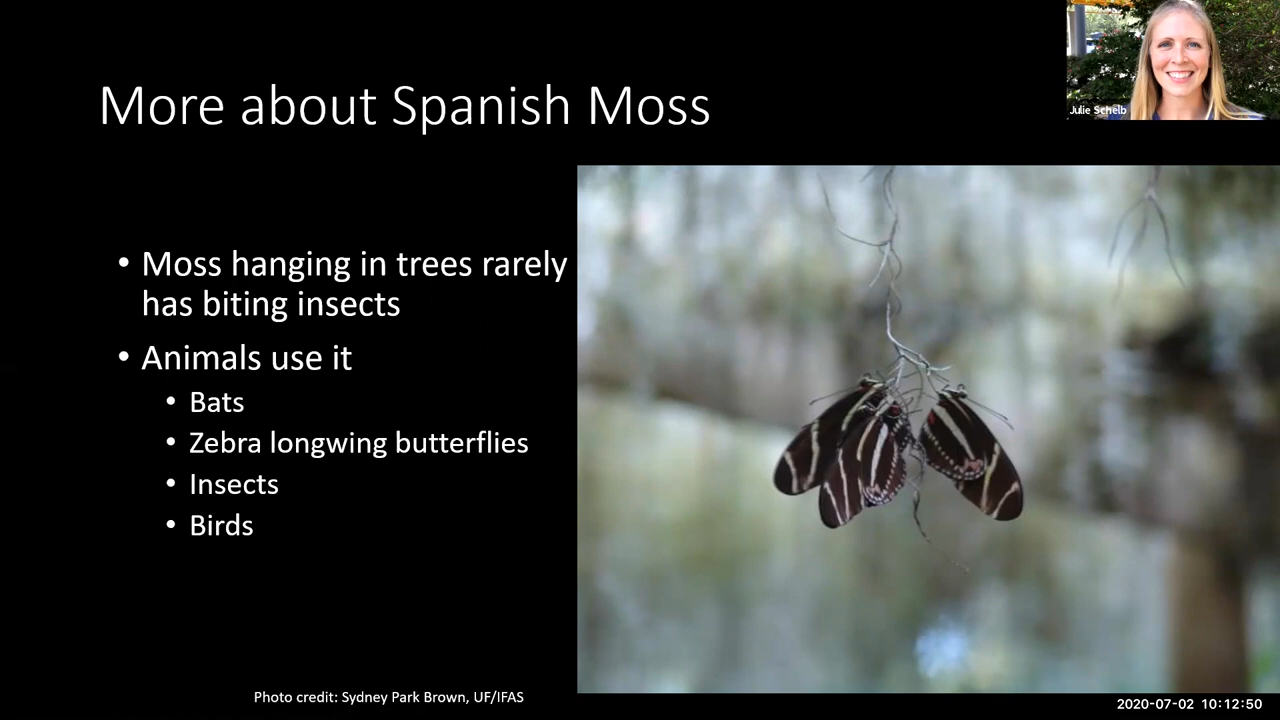 More about Spanish Moss
Julie Schelb
• Moss hanging in trees rarely
has biting insects
• Animals use it
• Bats
• Zebra longwing butterflies
• Insects
• Birds
Photo credit: Sydney Park Brown, UF/IFAS
2020-07-02 10:12:50